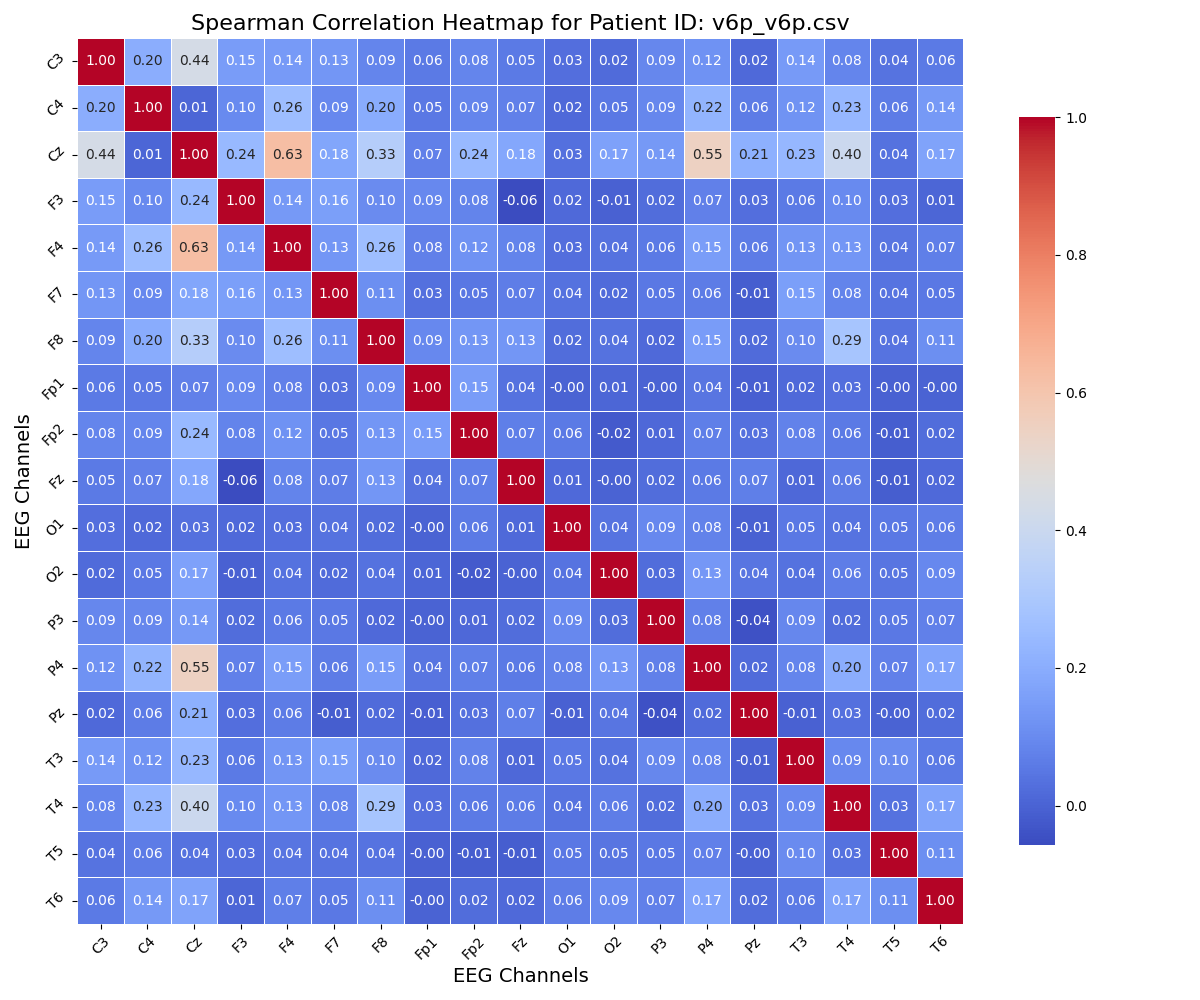 Spearman Correlation Heatmap for Patient ID: v6p_v6p.csv
C3 1.00 0.20 0.44 0.15 0.14 0.13 0.09 0.06 0.08 0.05 0.03 0.02 0.09 0.12 0.02 0.14 0.08 0.04 0.06
C4 0.20 1.00 0.01 0.10 0.26 0.09 0.20 0.05 0.09 0.07 0.02 0.05 0.09 0.22 0.06 0.12 0.23 0.06 0.14
Cz 0.44 0.01 1.00 0.24 0.63 0.18 0.33 0.07 0.24 0.18 0.03 0.17 0.14 0.55 0.21 0.23 0.40 0.04 0.17
F3 0.15 0.10 0.24 1.00 0.14 0.16 0.10 0.09 0.08 -0.06 0.02 -0.01 0.02 0.07 0.03 0.06 0.10 0.03 0.01
F4 0.14 0.26 0.63 0.14 1.00 0.13 0.26 0.08 0.12 0.08 0.03 0.04 0.06 0.15 0.06 0.13 0.13 0.04 0.07
F7 0.13 0.09 0.18 0.16 0.13 1.00 0.11 0.03 0.05 0.07 0.04 0.02 0.05 0.06 -0.01 0.15 0.08 0.04 0.05
F8 0.09 0.20 0.33 0.10 0.26 0.11 1.00 0.09 0.13 0.13 0.02 0.04 0.02 0.15 0.02 0.10 0.29 0.04 0.11
Fp1 0.06 0.05 0.07 0.09 0.08 0.03 0.09 1.00 0.15 0.04 -0.00 0.01 -0.00 0.04 -0.01 0.02 0.03 -0.00 -0.00
Fp2 0.08 0.09 0.24 0.08 0.12 0.05 0.13 0.15 1.00 0.07 0.06 -0.02 0.01 0.07 0.03 0.08 0.06 -0.01 0.02
Fz 0.05 0.07 0.18 -0.06 0.08 0.07 0.13 0.04 0.07 1.00 0.01 -0.00 0.02 0.06 0.07 0.01 0.06 -0.01 0.02
O1 0.03 0.02 0.03 0.02 0.03 0.04 0.02 -0.00 0.06 0.01 1.00 0.04 0.09 0.08 -0.01 0.05 0.04 0.05 0.06
O2 0.02 0.05 0.17 -0.01 0.04 0.02 0.04 0.01 -0.02 -0.00 0.04 1.00 0.03 0.13 0.04 0.04 0.06 0.05 0.09
P3 0.09 0.09 0.14 0.02 0.06 0.05 0.02 -0.00 0.01 0.02 0.09 0.03 1.00 0.08 -0.04 0.09 0.02 0.05 0.07
P4 0.12 0.22 0.55 0.07 0.15 0.06 0.15 0.04 0.07 0.06 0.08 0.13 0.08 1.00 0.02 0.08 0.20 0.07 0.17
Pz 0.02 0.06 0.21 0.03 0.06 -0.01 0.02 -0.01 0.03 0.07 -0.01 0.04 -0.04 0.02 1.00 -0.01 0.03 -0.00 0.02
T3 0.14 0.12 0.23 0.06 0.13 0.15 0.10 0.02 0.08 0.01 0.05 0.04 0.09 0.08 -0.01 1.00 0.09 0.10 0.06
T4 0.08 0.23 0.40 0.10 0.13 0.08 0.29 0.03 0.06 0.06 0.04 0.06 0.02 0.20 0.03 0.09 1.00 0.03 0.17
T5 0.04 0.06 0.04 0.03 0.04 0.04 0.04 -0.00 -0.01 -0.01 0.05 0.05 0.05 0.07 -0.00 0.10 0.03 1.00 0.11
T6 0.06 0.14 0.17 0.01 0.07 0.05 0.11 -0.00 0.02 0.02 0.06 0.09 0.07 0.17 0.02 0.06 0.17 0.11 1.00
C3 C4 Cz F3 F4 F7 F8 Fp1 Fp2 Fz O1 O2 P3 P4 Pz T3 T4 T5 T6
EEG Channels
EEG Channels
1.0
0.8
0.6
0.4
0.2
0.0